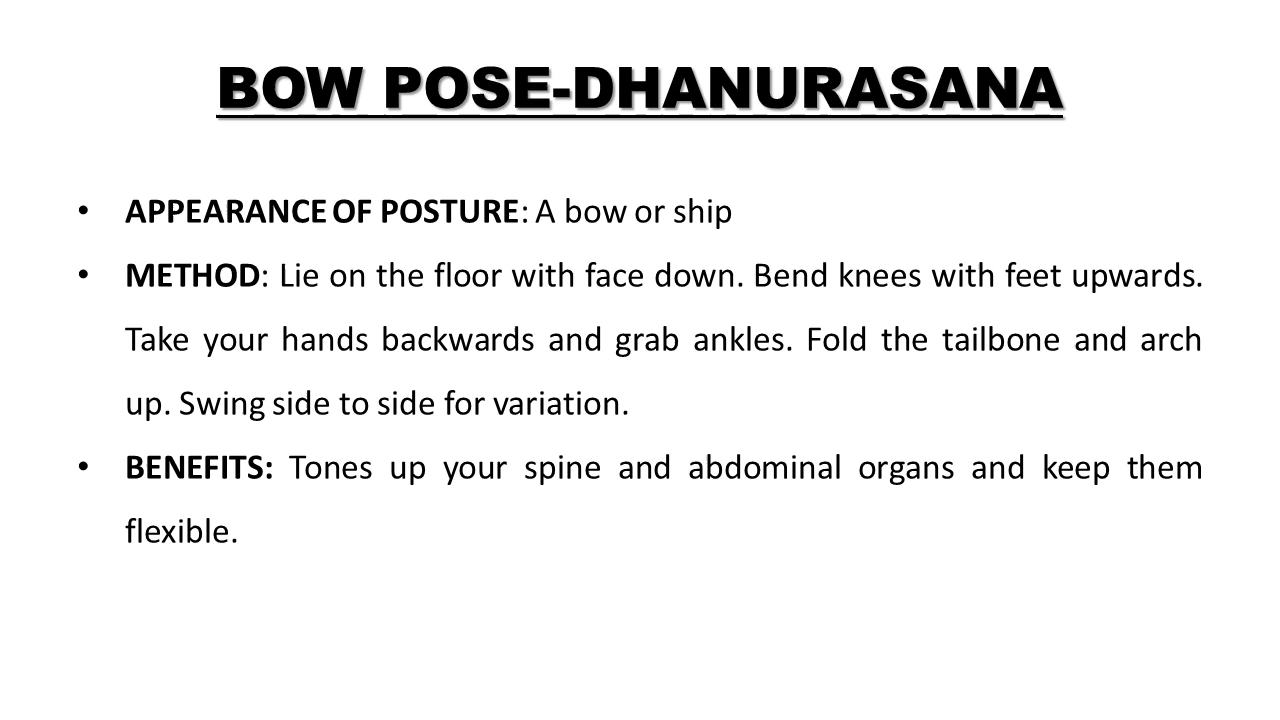 BOW POSE-DHANURASANA
• APPEARANCE OF POSTURE: A bow or ship
• METHOD: Lie on the floor with face down. Bend knees with feet upwards.
Take your hands backwards and grab ankles. Fold the tailbone and arch
up. Swing side to side for variation.
• BENEFITS: Tones up your spine and abdominal organs and keep them
flexible.